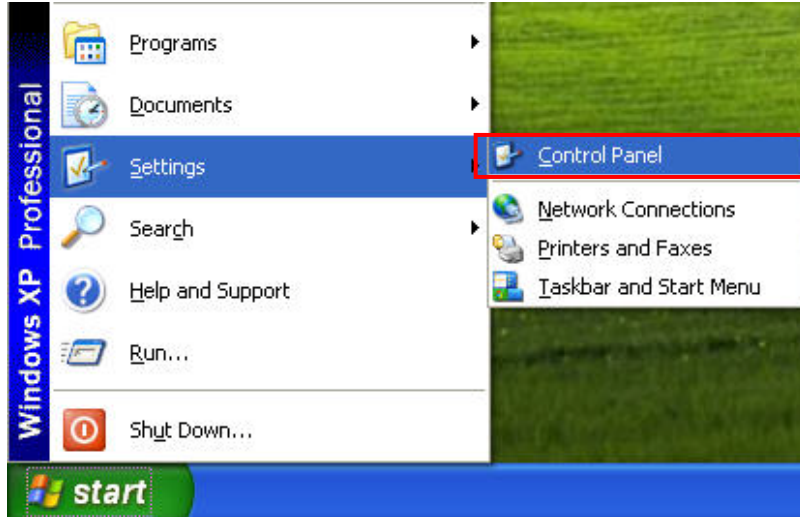 Windows XP Professional
Programs
Documents
Settings
Search
Help and Support
Run...
Shut Down...
Control Panel
Network Connections
Printers and Faxes
Taskbar and Start Menu
start